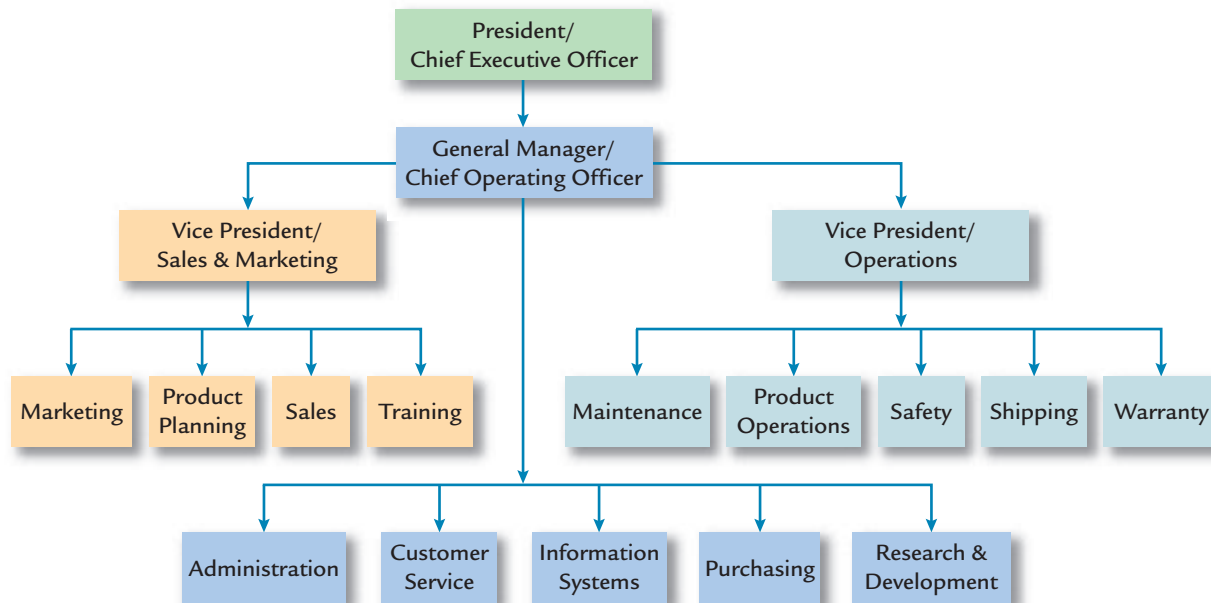 President/
Chief Executive Officer
General Manager/
Chief Operating Officer
Vice President/
Sales & Marketing
Vice President/
Operations
Marketing
Product
Planning
Sales
Training
Maintenance
Product
Operations
Safety
Shipping
Warranty
Administration
Customer
Service
Information
Systems
Purchasing
Research &
Development